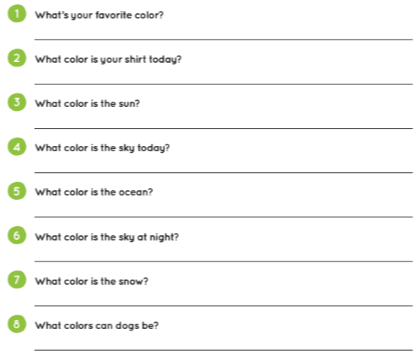 1 What's your favorite color?
2 What color is your shirt today?
3 What color is the sun?
4 What color is the sky today?
5 What color is the ocean?
6 What color is the sky at night?
7 What color is the snow?
8 What colors can dogs be?